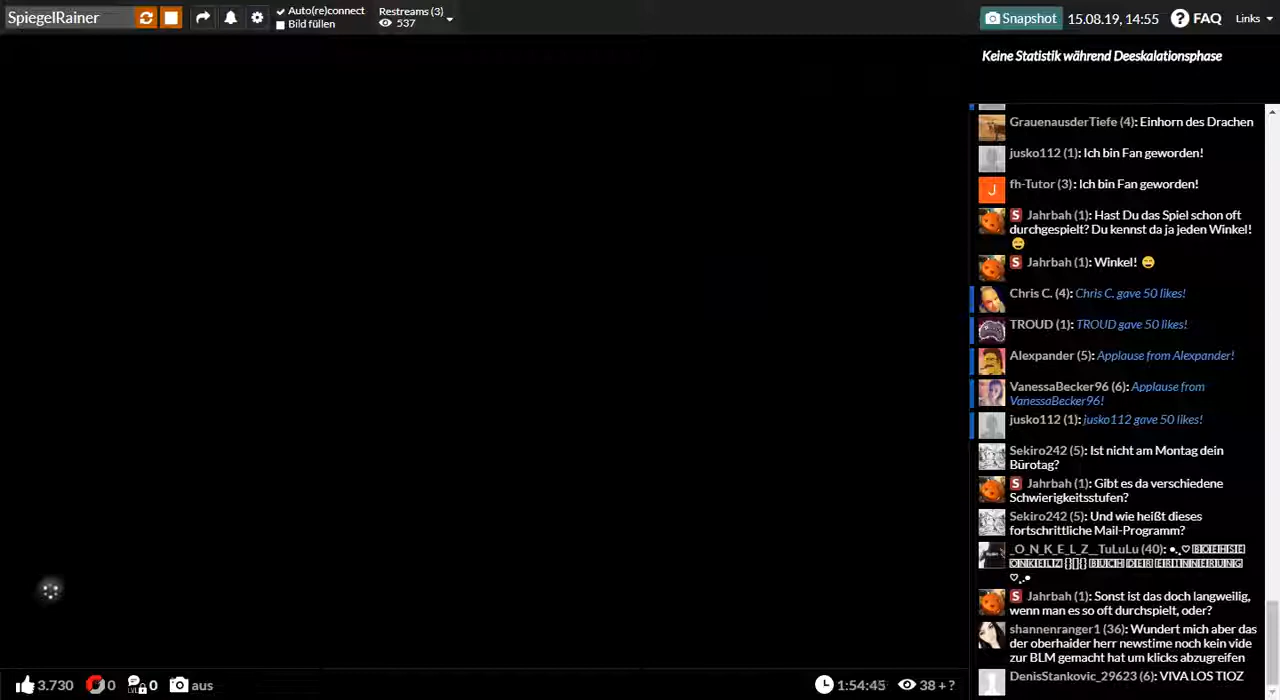 SpiegelRainer
Auto(re)connect
Bild füllen
Restreams (3)
537
Snapshot
15.08.19, 14:55
? FAQ
Links
Keine Statistik während Deeskalationsphase
GrauenausderTiefe (4): Einhorn des Drachen
jusko112 (1): Ich bin Fan geworden!
J
fh-Tutor (3): Ich bin Fan geworden!
S Jahrbah (1): Hast Du das Spiel schon oft
durchgespielt? Du kennst da ja jeden Winkel!
😄
S Jahrbah (1): Winkel! 😄
Chris C. (4): Chris C. gave 50 likes!
TROUD (1): TROUD gave 50 likes!
Alexpander (5): Applause from Alexpander!
VanessaBecker96 (6): Applause from
VanessaBecker96!
jusko112 (1): jusko112 gave 50 likes!
Sekiro242 (5): Ist nicht am Montag dein
Bürotag?
S Jahrbah (1): Gibt es da verschiedene
Schwierigkeitsstufen?
Sekiro242 (5): Und wie heißt dieses
fortschrittliche Mail-Programm?
_O_N_K_E_L_Z__TuLuLu (40): •.¸♡ BOEHSE
ONKELZ {}[]{} BUCH DER ERINNERUNG
♡¸.•
S Jahrbah (1): Sonst ist das doch langweilig,
wenn man es so oft durchspielt, oder?
shannenranger1 (36): Wundert mich aber das
der oberhaider herr newstime noch kein vide
zur BLM gemacht hat um klicks abzugreifen
DenisStankovic_29623 (6): VIVA LOS TIOZ
3.730
0
LVL
0
aus
1:54:45
38 + ?